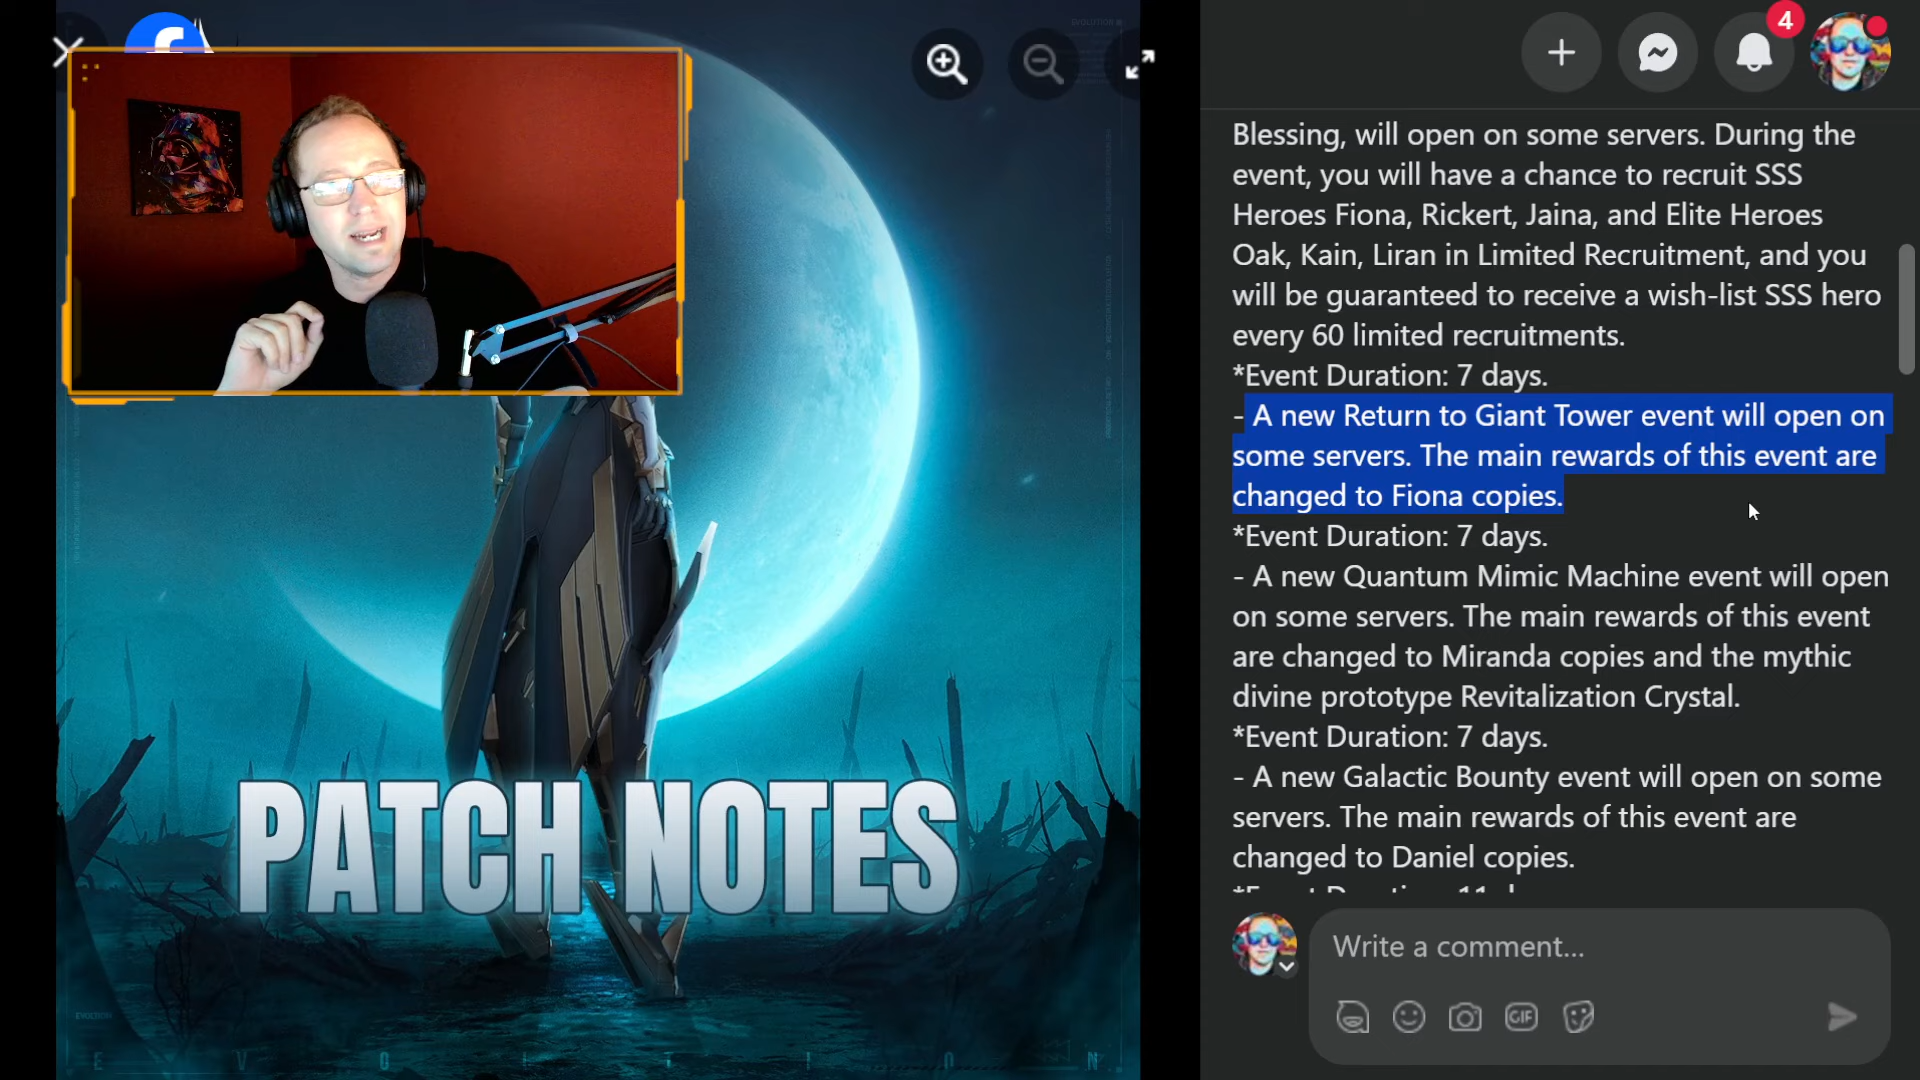 4
Blessing, will open on some servers. During the
event, you will have a chance to recruit SSS
Heroes Fiona, Rickert, Jaina, and Elite Heroes
Oak, Kain, Liran in Limited Recruitment, and you
will be guaranteed to receive a wish-list SSS hero
every 60 limited recruitments.
*Event Duration: 7 days.
- A new Return to Giant Tower event will open on
some servers. The main rewards of this event are
changed to Fiona copies.
*Event Duration: 7 days.
- A new Quantum Mimic Machine event will open
on some servers. The main rewards of this event
are changed to Miranda copies and the mythic
divine prototype Revitalization Crystal.
*Event Duration: 7 days.
- A new Galactic Bounty event will open on some
servers. The main rewards of this event are
changed to Daniel copies.
PATCH NOTES
Write a comment...
GIF